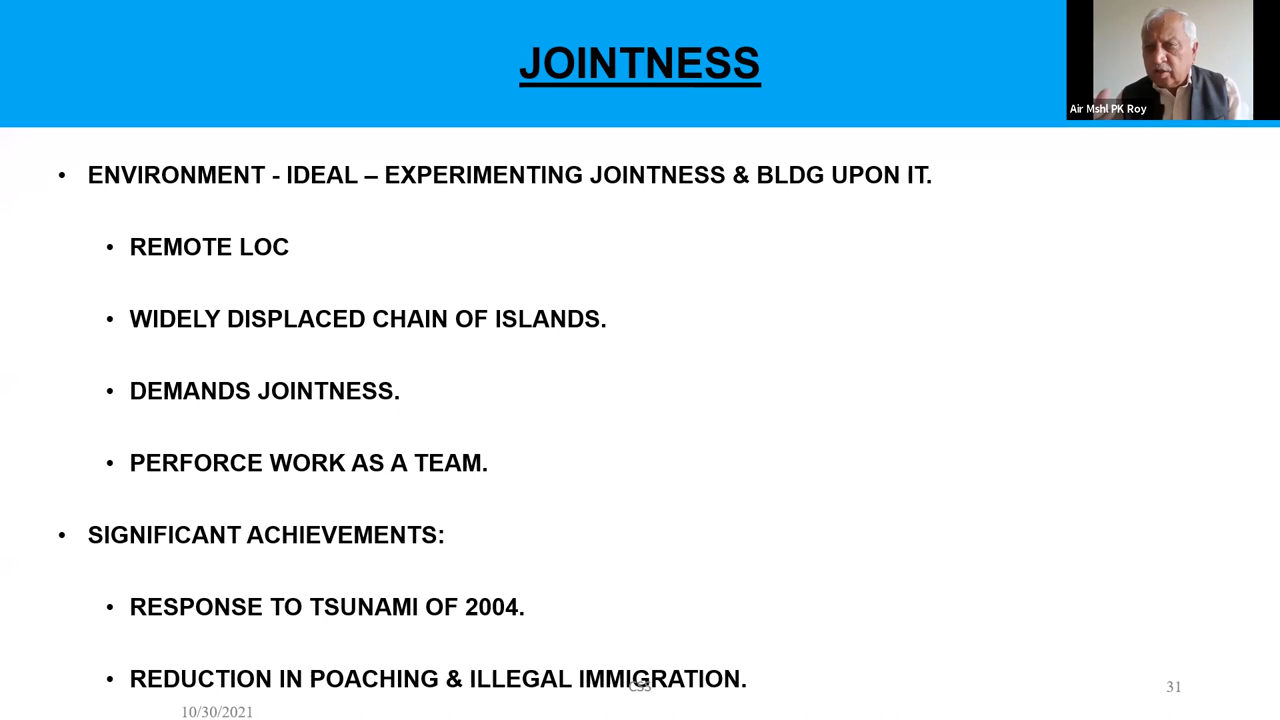 JOINTNESS
Air Mshl PK Roy
• ENVIRONMENT - IDEAL – EXPERIMENTING JOINTNESS & BLDG UPON IT.
• REMOTE LOC
• WIDELY DISPLACED CHAIN OF ISLANDS.
• DEMANDS JOINTNESS.
• PERFORCE WORK AS A TEAM.
• SIGNIFICANT ACHIEVEMENTS:
• RESPONSE TO TSUNAMI OF 2004.
• REDUCTION IN POACHING & ILLEGAL IMMIGRATION.
CSS
31
10/30/2021